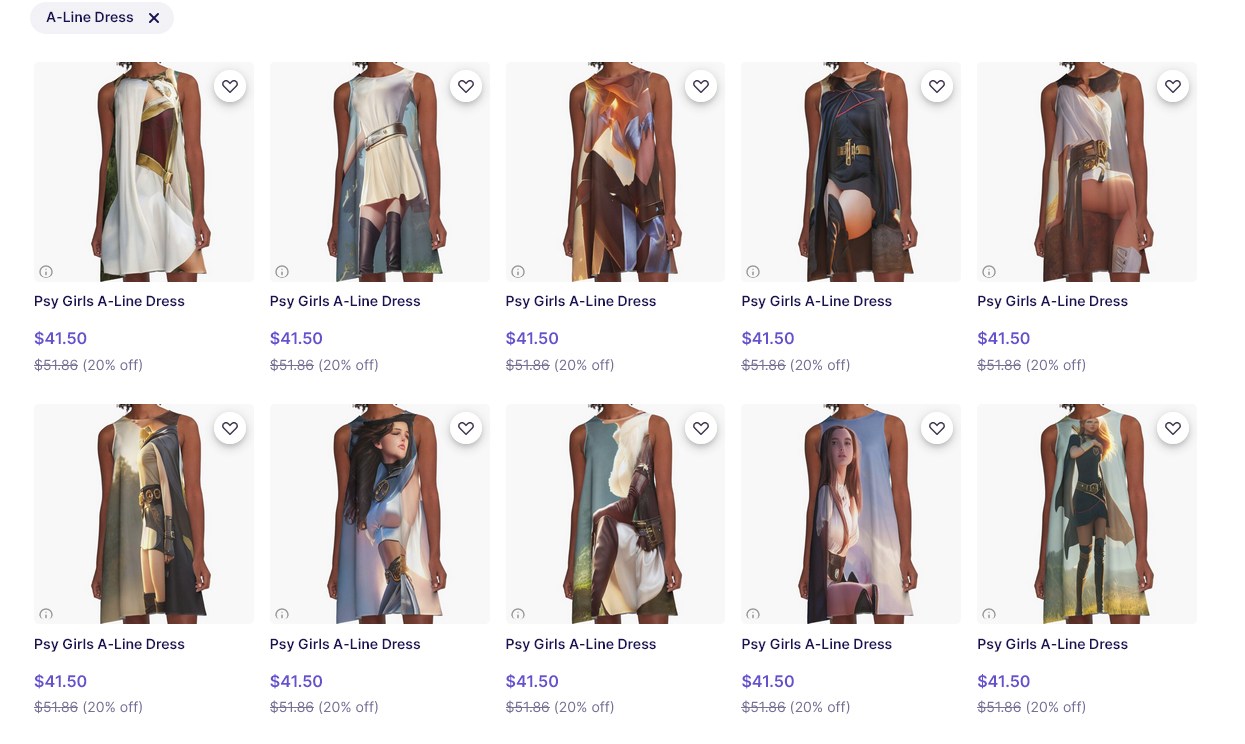 A-Line Dress
Psy Girls A-Line Dress
$41.50
$51.86 (20% off)
Psy Girls A-Line Dress
$41.50
$51.86 (20% off)
Psy Girls A-Line Dress
$41.50
$51.86 (20% off)
Psy Girls A-Line Dress
$41.50
$51.86 (20% off)
Psy Girls A-Line Dress
$41.50
$51.86 (20% off)
Psy Girls A-Line Dress
$41.50
$51.86 (20% off)
Psy Girls A-Line Dress
$41.50
$51.86 (20% off)
Psy Girls A-Line Dress
$41.50
$51.86 (20% off)
Psy Girls A-Line Dress
$41.50
$51.86 (20% off)
Psy Girls A-Line Dress
$41.50
$51.86 (20% off)